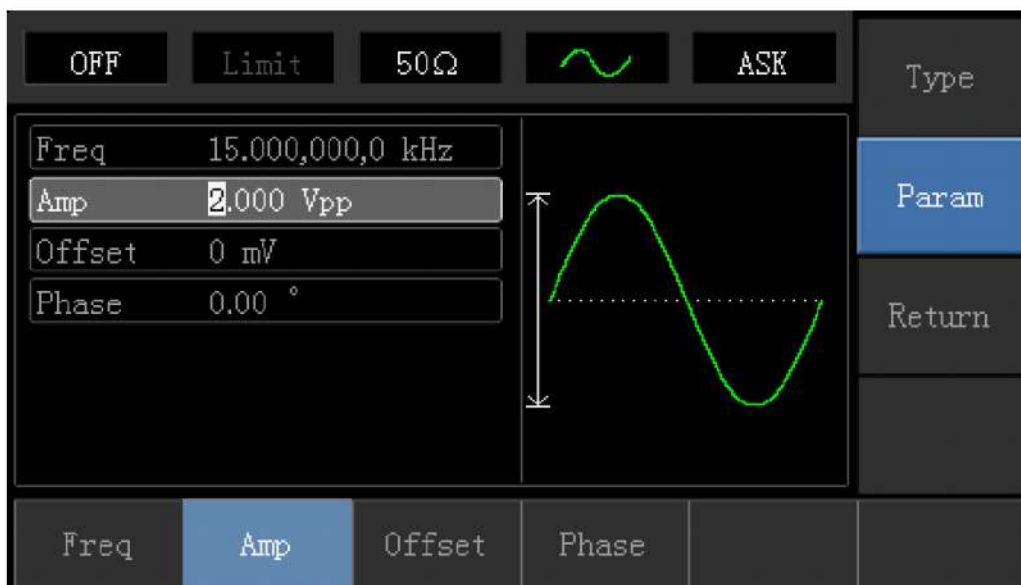 OFF Limit 50Ω ASK
Type
Freq 15.000,000,0 kHz
Amp 2.000 Vpp
Offset 0 mV
Phase 0.00 °
Param
Return
Freq Amp Offset Phase